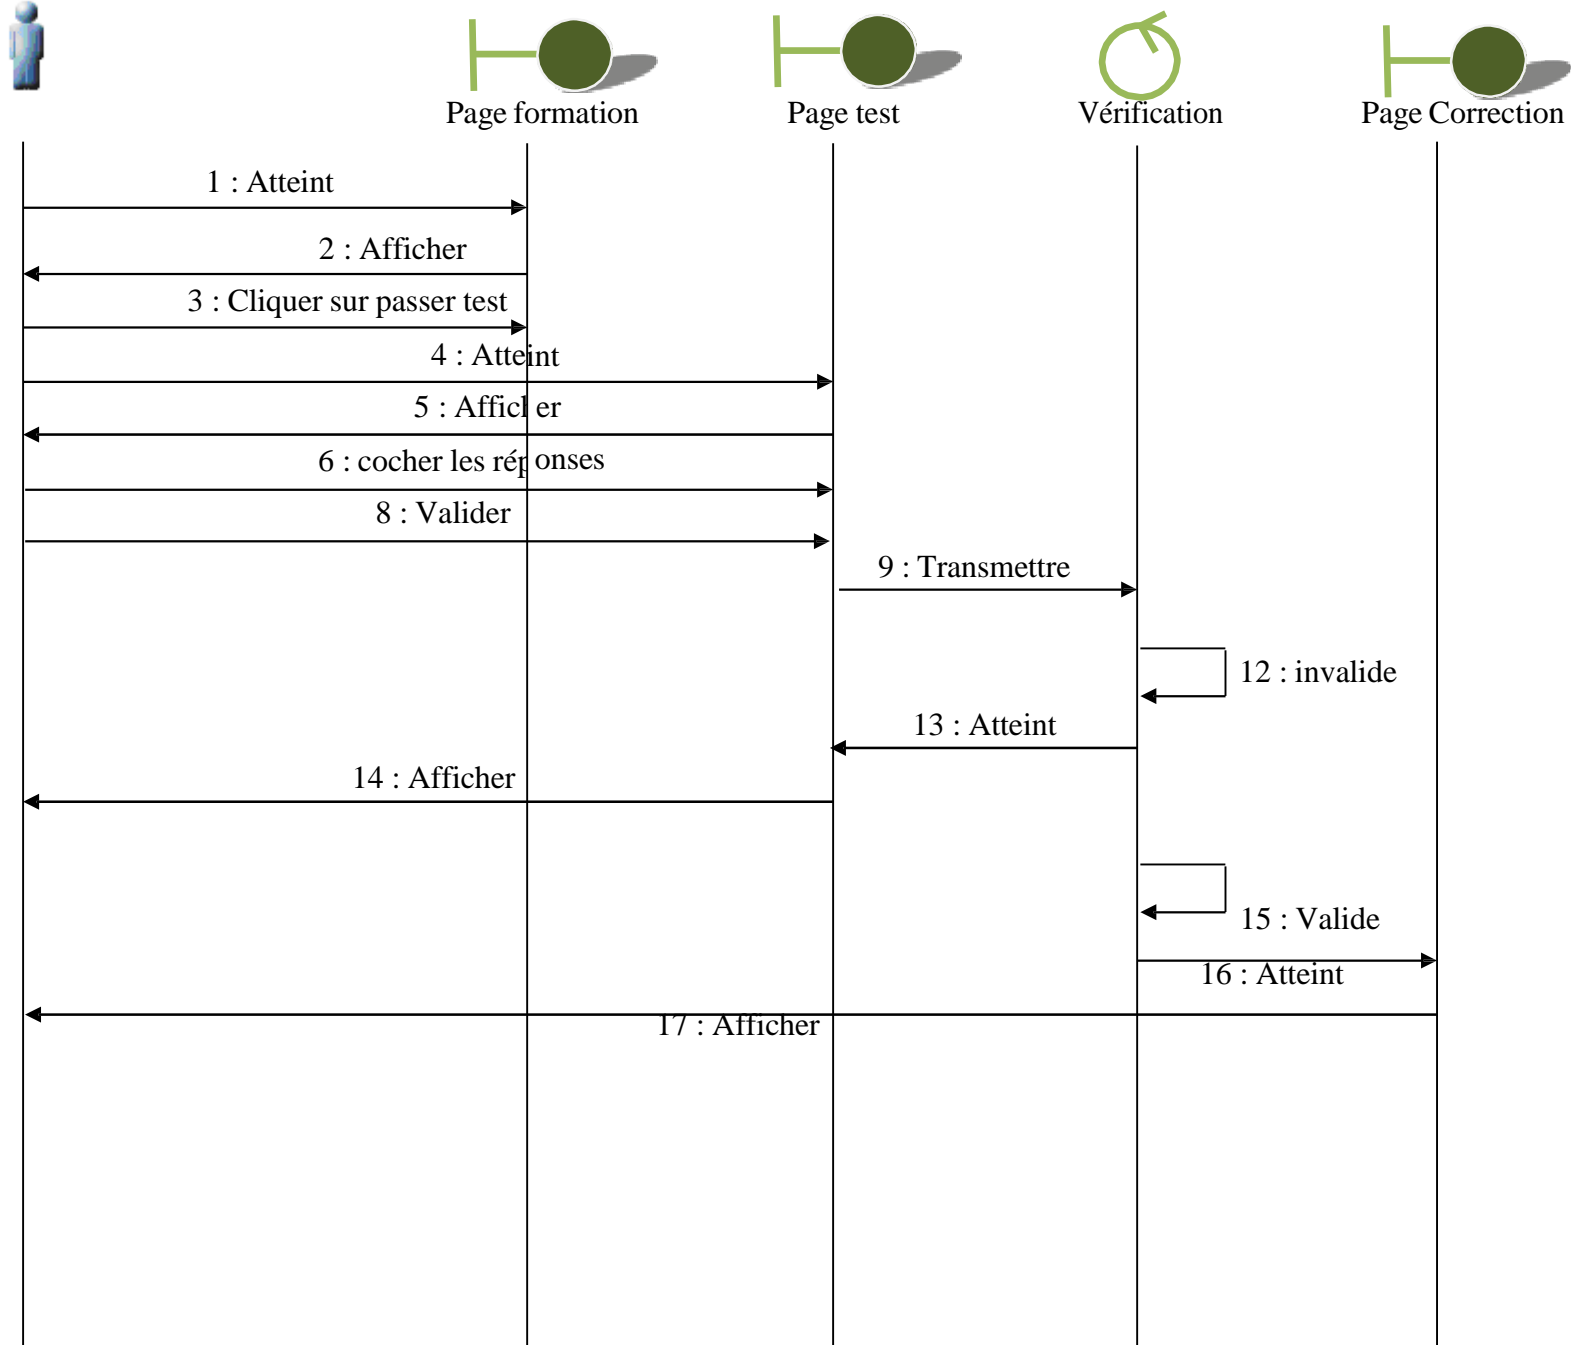 Page formation
Page test
Vérification
Page Correction
1 : Atteint
2 : Afficher
3 : Cliquer sur passer test
4 : Atteint
5 : Afficher
6 : cocher les réponses
8 : Valider
9 : Transmettre
12 : invalide
13 : Atteint
14 : Afficher
15 : Valide
16 : Atteint
17 : Afficher